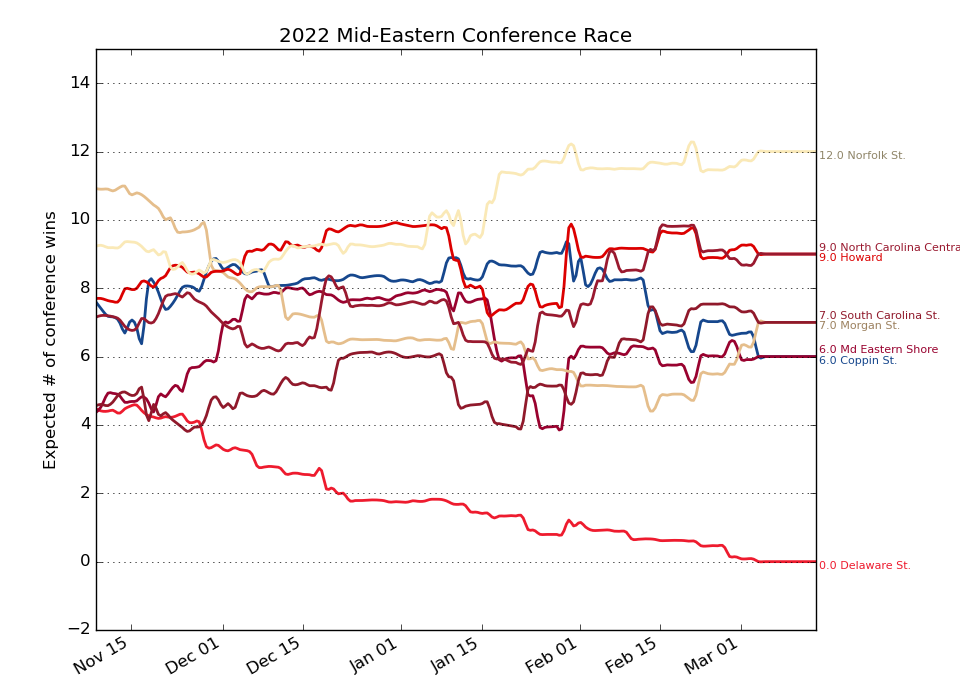 2022 Mid-Eastern Conference Race
Expected # of conference wins
14
12
10
8
6
4
2
0
−2
Nov 15
Dec 01
Dec 15
Jan 01
Jan 15
Feb 01
Feb 15
Mar 01
12.0 Norfolk St.
9.0 North Carolina Centra
9.0 Howard
7.0 South Carolina St.
7.0 Morgan St.
6.0 Md Eastern Shore
6.0 Coppin St.
0.0 Delaware St.